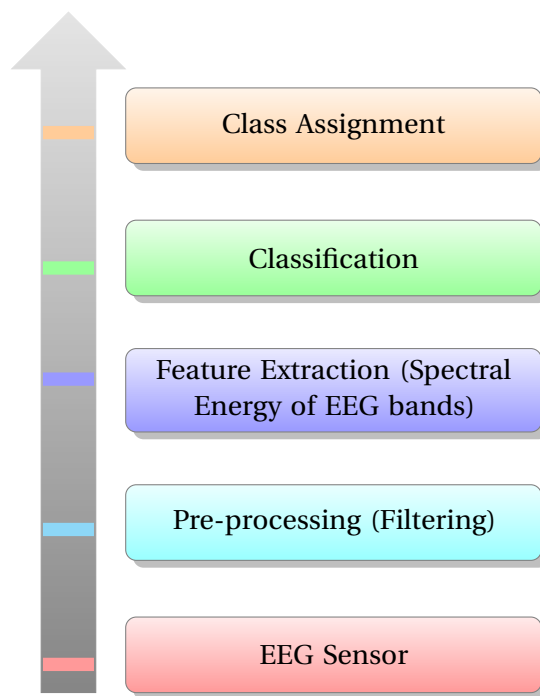 Class Assignment
Classification
Feature Extraction (Spectral
Energy of EEG bands)
Pre-processing (Filtering)
EEG Sensor